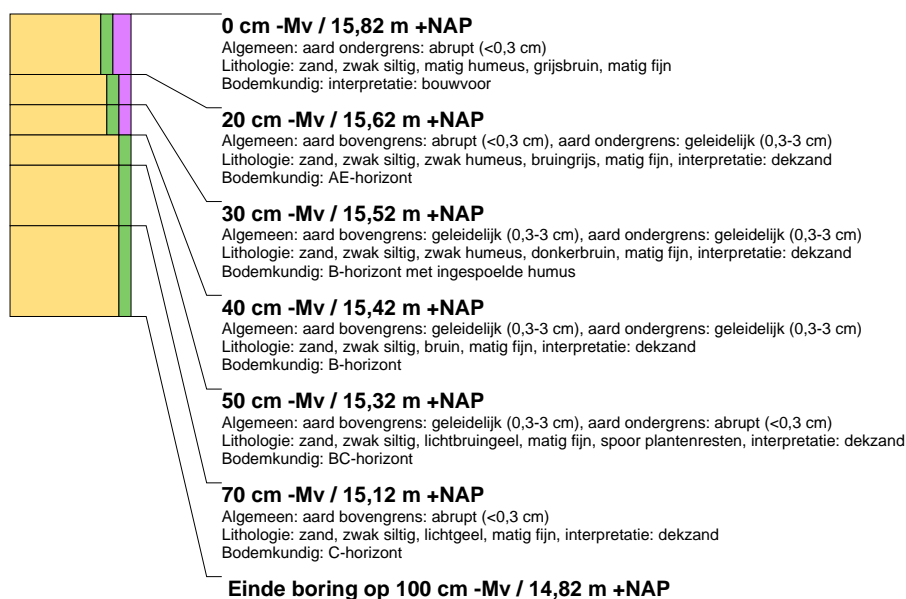 0 cm -Mv / 15,82 m +NAP
Algemeen: aard ondergrens: abrupt (<0,3 cm)
Lithologie: zand, zwak siltig, matig humeus, grijsbruin, matig fijn
Bodemkundig: interpretatie: bouwvoor
20 cm -Mv / 15,62 m +NAP
Algemeen: aard bovengrens: abrupt (<0,3 cm), aard ondergrens: geleidelijk (0,3-3 cm)
Lithologie: zand, zwak siltig, zwak humeus, bruingrijs, matig fijn, interpretatie: dekzand
Bodemkundig: AE-horizont
30 cm -Mv / 15,52 m +NAP
Algemeen: aard bovengrens: geleidelijk (0,3-3 cm), aard ondergrens: geleidelijk (0,3-3 cm)
Lithologie: zand, zwak siltig, zwak humeus, donkerbruin, matig fijn, interpretatie: dekzand
Bodemkundig: B-horizont met ingespoelde humus
40 cm -Mv / 15,42 m +NAP
Algemeen: aard bovengrens: geleidelijk (0,3-3 cm), aard ondergrens: geleidelijk (0,3-3 cm)
Lithologie: zand, zwak siltig, bruin, matig fijn, interpretatie: dekzand
Bodemkundig: B-horizont
50 cm -Mv / 15,32 m +NAP
Algemeen: aard bovengrens: geleidelijk (0,3-3 cm), aard ondergrens: abrupt (<0,3 cm)
Lithologie: zand, zwak siltig, lichtbruingeel, matig fijn, spoor plantenresten, interpretatie: dekzand
Bodemkundig: BC-horizont
70 cm -Mv / 15,12 m +NAP
Algemeen: aard bovengrens: abrupt (<0,3 cm)
Lithologie: zand, zwak siltig, lichtgeel, matig fijn, interpretatie: dekzand
Bodemkundig: C-horizont
Einde boring op 100 cm -Mv / 14,82 m +NAP